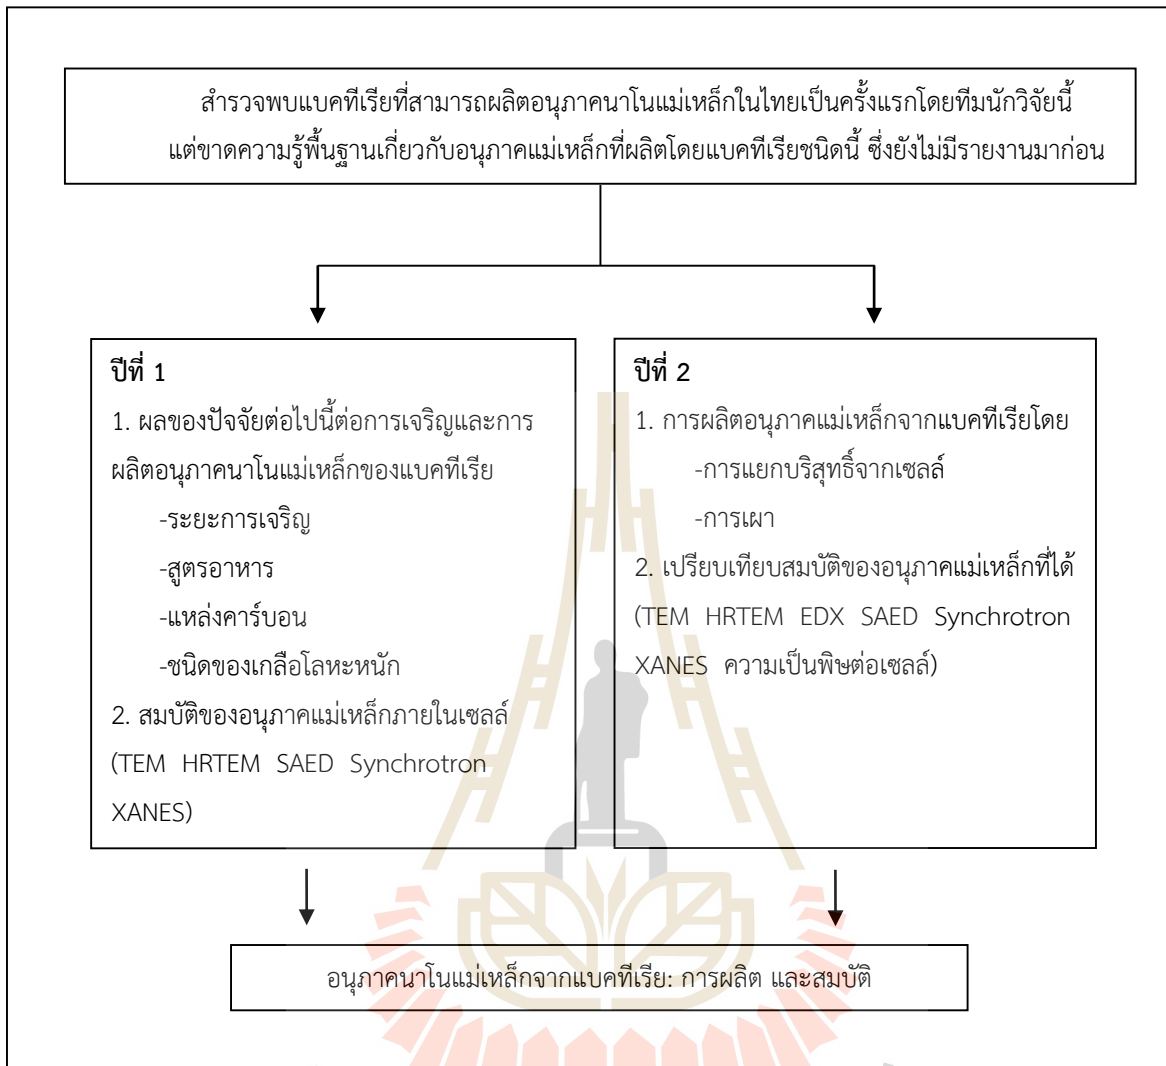 สำรวจพบแบคทีเรียที่สามารถผลิตอนุภาคนาโนแม่เหล็กในไทยเป็นครั้งแรกโดยทีมนักวิจัยนี้
แต่ขาดความรู้พื้นฐานเกี่ยวกับอนุภาคแม่เหล็กที่ผลิตโดยแบคทีเรียชนิดนี้ ซึ่งยังไม่มีรายงานมาก่อน
ปีที่ 1
1. ผลของปัจจัยต่อไปนี้ต่อการเจริญและการ
ผลิตอนุภาคนาโนแม่เหล็กของแบคทีเรีย
-ระยะการเจริญ
-สูตรอาหาร
-แหล่งคาร์บอน
-ชนิดของเกลือโลหะหนัก
2. สมบัติของอนุภาคแม่เหล็กภายในเซลล์
(TEM HRTEM SAED Synchrotron
XANES)
ปีที่ 2
1. การผลิตอนุภาคแม่เหล็กจากแบคทีเรียโดย
-การแยกบริสุทธิ์จากเซลล์
-การเผา
2. เปรียบเทียบสมบัติของอนุภาคแม่เหล็กที่ได้
(TEM HRTEM EDX SAED Synchrotron
XANES ความเป็นพิษต่อเซลล์)
อนุภาคนาโนแม่เหล็กจากแบคทีเรีย: การผลิต และสมบัติ